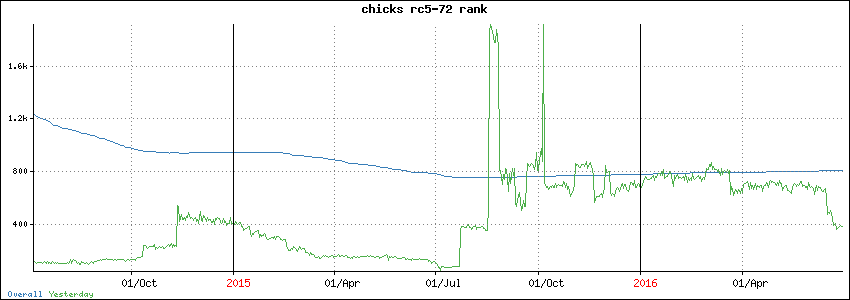 chicks rc5-72 rank
1.6k
1.2k
800
400
01/Oct 2015 01/Apr 01/Jul 01/Oct 2016 01/Apr
Overall Yesterday